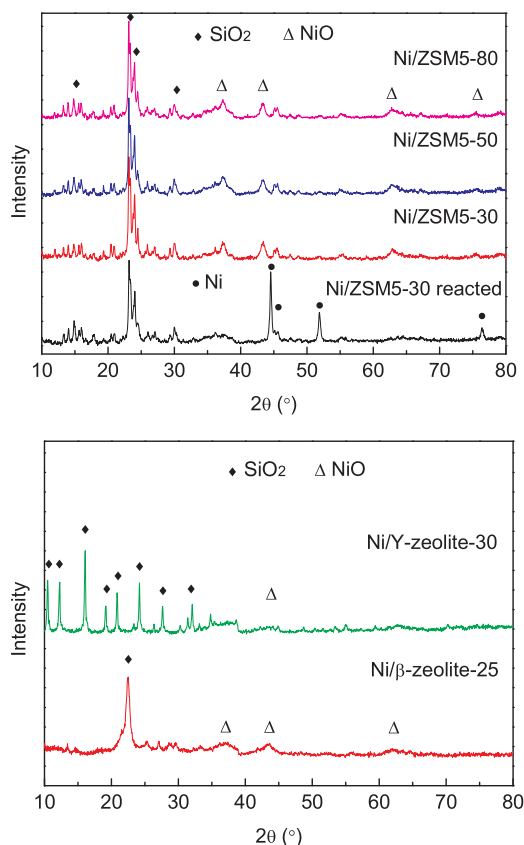 ♦ SiO₂ Δ NiO
Ni/ZSM5-80
Δ Δ Δ Δ
Ni/ZSM5-50
Ni/ZSM5-30
● Ni
Ni/ZSM5-30 reacted
Intensity
10 20 30 40 50 60 70 80
2θ (°)
♦ SiO₂ Δ NiO
Ni/Y-zeolite-30
Δ
Ni/β-zeolite-25
Δ Δ Δ
Intensity
10 20 30 40 50 60 70 80
2θ (°)